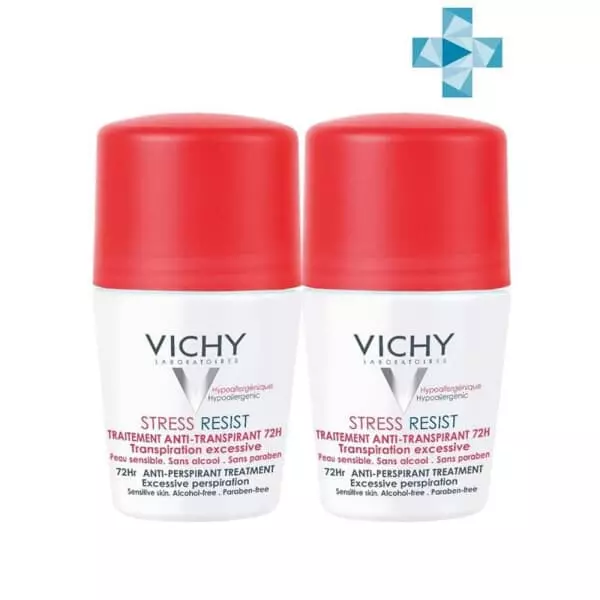 VICHY
LABORATOIRES
Hypoallergénique
Hypoallergenic
STRESS RESIST
TRAITEMENT ANTI-TRANSPIRANT 72H
Transpiration excessive
Peau sensible. Sans alcool. Sans paraben
72Hr ANTI-PERSPIRANT TREATMENT
Excessive perspiration
Sensitive skin. Alcohol-free. Paraben-free
VICHY
LABORATOIRES
Hypoallergénique
Hypoallergenic
STRESS RESIST
TRAITEMENT ANTI-TRANSPIRANT 72H
Transpiration excessive
Peau sensible. Sans alcool. Sans paraben
72Hr ANTI-PERSPIRANT TREATMENT
Excessive perspiration
Sensitive skin. Alcohol-free. Paraben-free